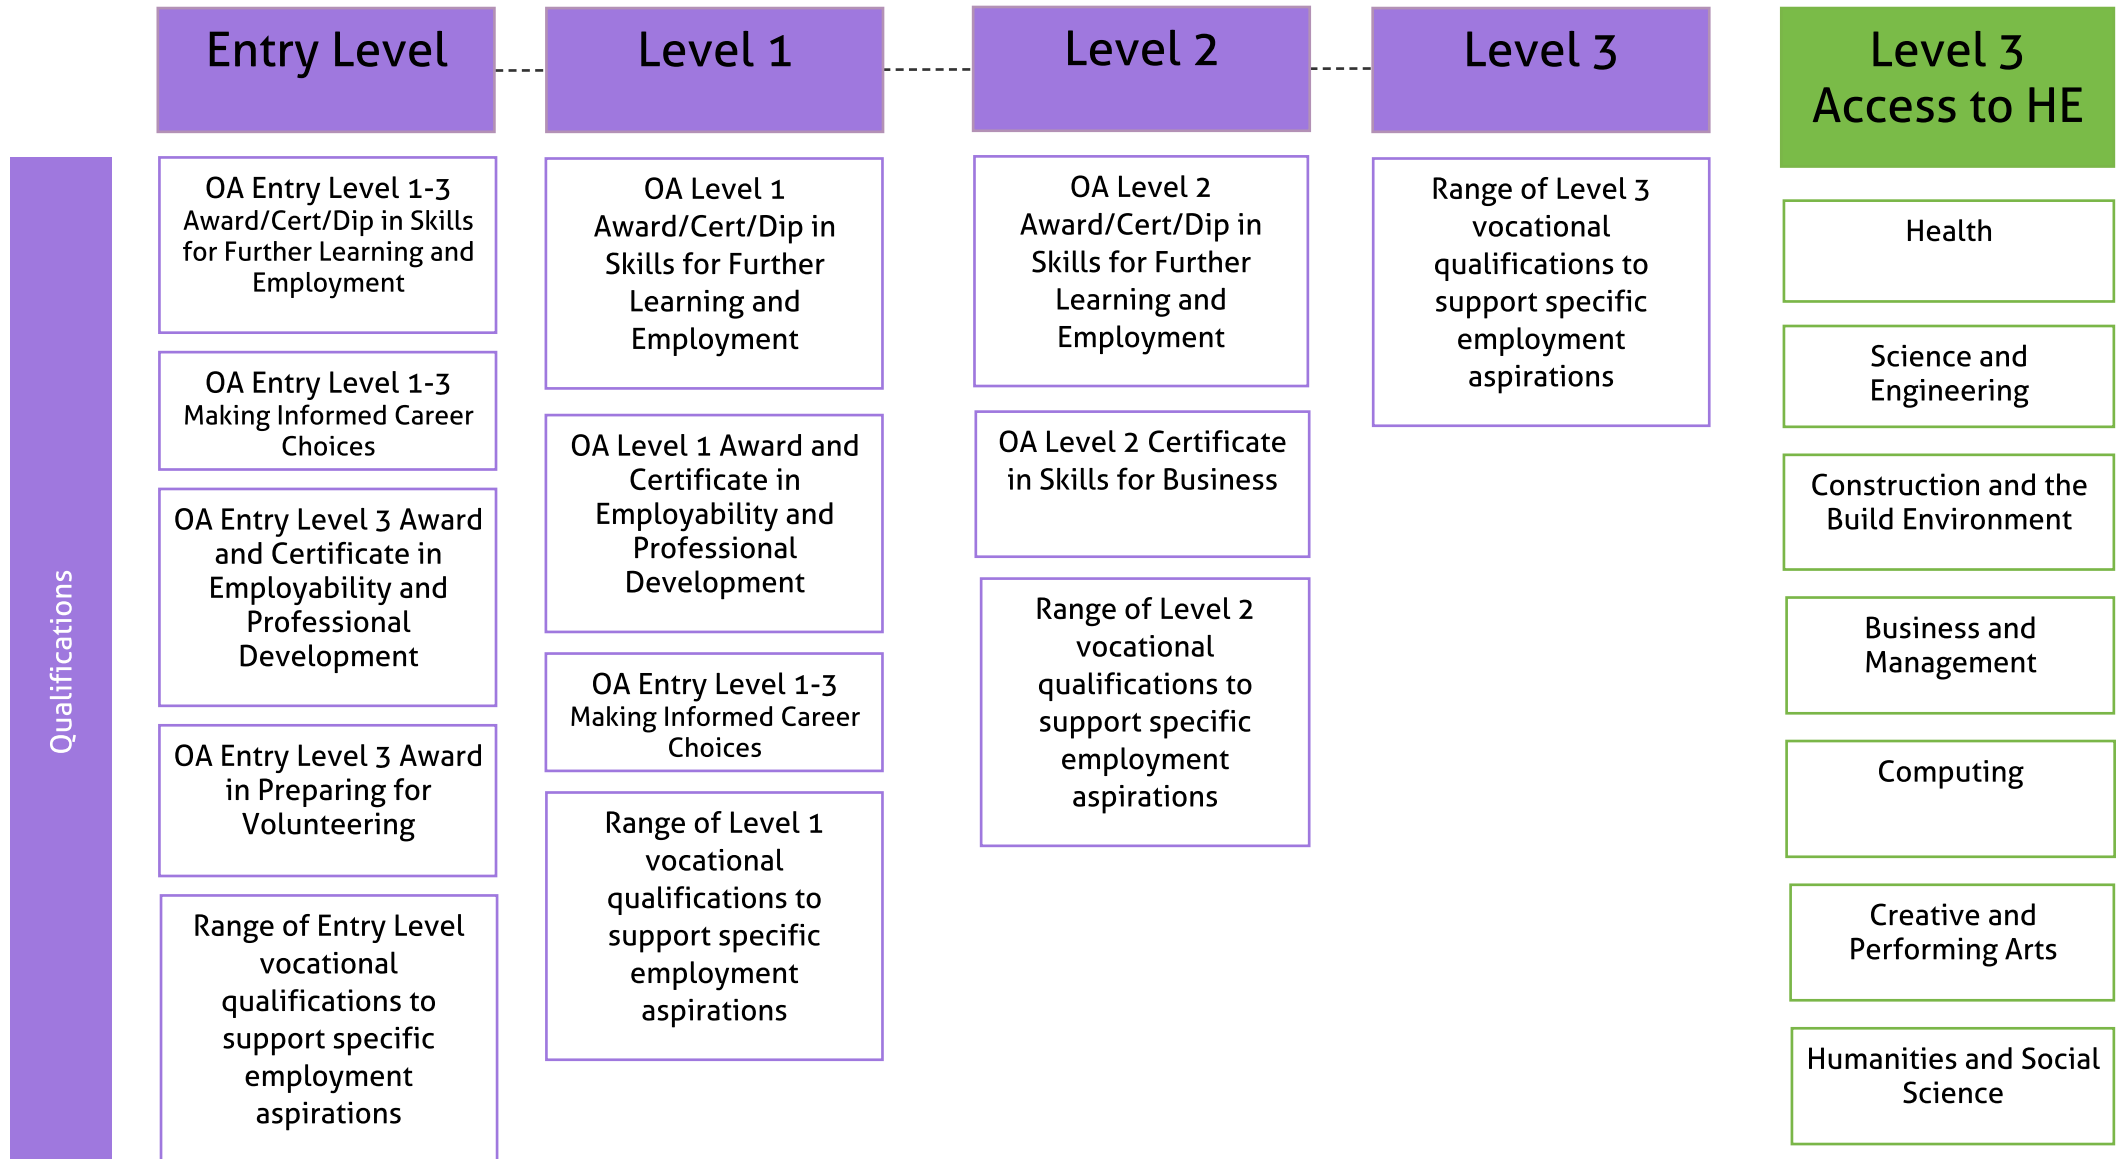 Entry Level
Level 1
Level 2
Level 3
Level 3
Access to HE
Qualifications
OA Entry Level 1-3
Award/Cert/Dip in Skills
for Further Learning and
Employment
OA Entry Level 1-3
Making Informed Career
Choices
OA Entry Level 3 Award
and Certificate in
Employability and
Professional
Development
OA Entry Level 3 Award
in Preparing for
Volunteering
Range of Entry Level
vocational
qualifications to
support specific
employment
aspirations
OA Level 1
Award/Cert/Dip in
Skills for Further
Learning and
Employment
OA Level 1 Award and
Certificate in
Employability and
Professional
Development
OA Entry Level 1-3
Making Informed Career
Choices
Range of Level 1
vocational
qualifications to
support specific
employment
aspirations
OA Level 2
Award/Cert/Dip in
Skills for Further
Learning and
Employment
OA Level 2 Certificate
in Skills for Business
Range of Level 2
vocational
qualifications to
support specific
employment
aspirations
Range of Level 3
vocational
qualifications to
support specific
employment
aspirations
Health
Science and
Engineering
Construction and the
Build Environment
Business and
Management
Computing
Creative and
Performing Arts
Humanities and Social
Science